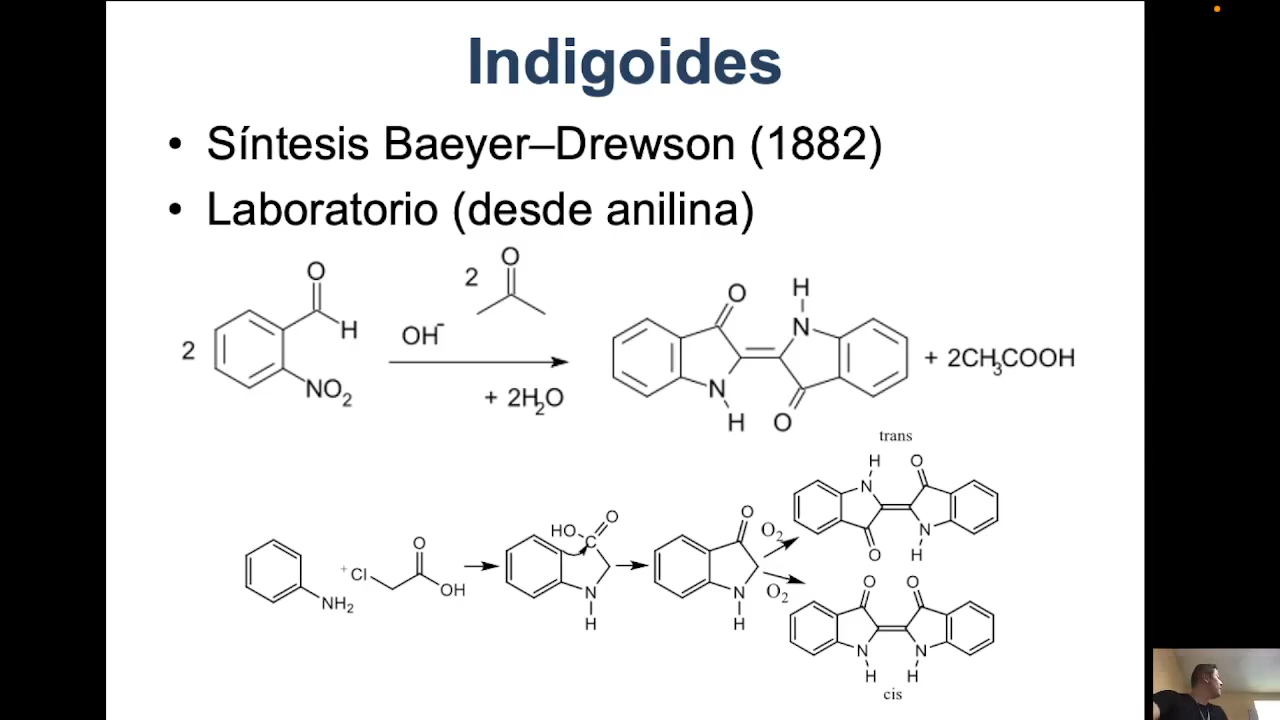 Indigoides
• Síntesis Baeyer–Drewson (1882)
• Laboratorio (desde anilina)
O
H
2
NO2
OH-
2
O
+ 2H2O
O
H
N
N
H
O
+ 2CH3COOH
NH2
+
Cl
O
OH
HO
O
C
N
H
O
N
H
O2
O2
trans
H
O
N
N
O
H
O
O
N
N
H
H
cis